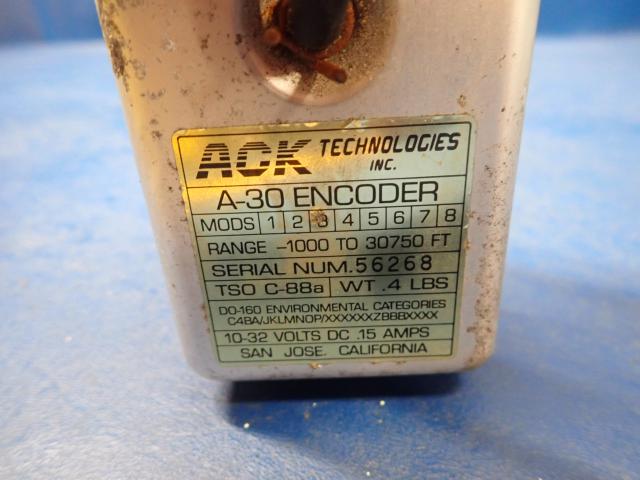 ACK TECHNOLOGIES INC.
A-30 ENCODER
MODS 1 2 3 4 5 6 7 8
RANGE -1000 TO 30750 FT
SERIAL NUM. 56268
TSO C-88a WT .4 LBS
DO-160 ENVIRONMENTAL CATEGORIES
C4BA/JKLMNOP/XXXXXXZBBBXXXX
10-32 VOLTS DC .15 AMPS
SAN JOSE, CALIFORNIA